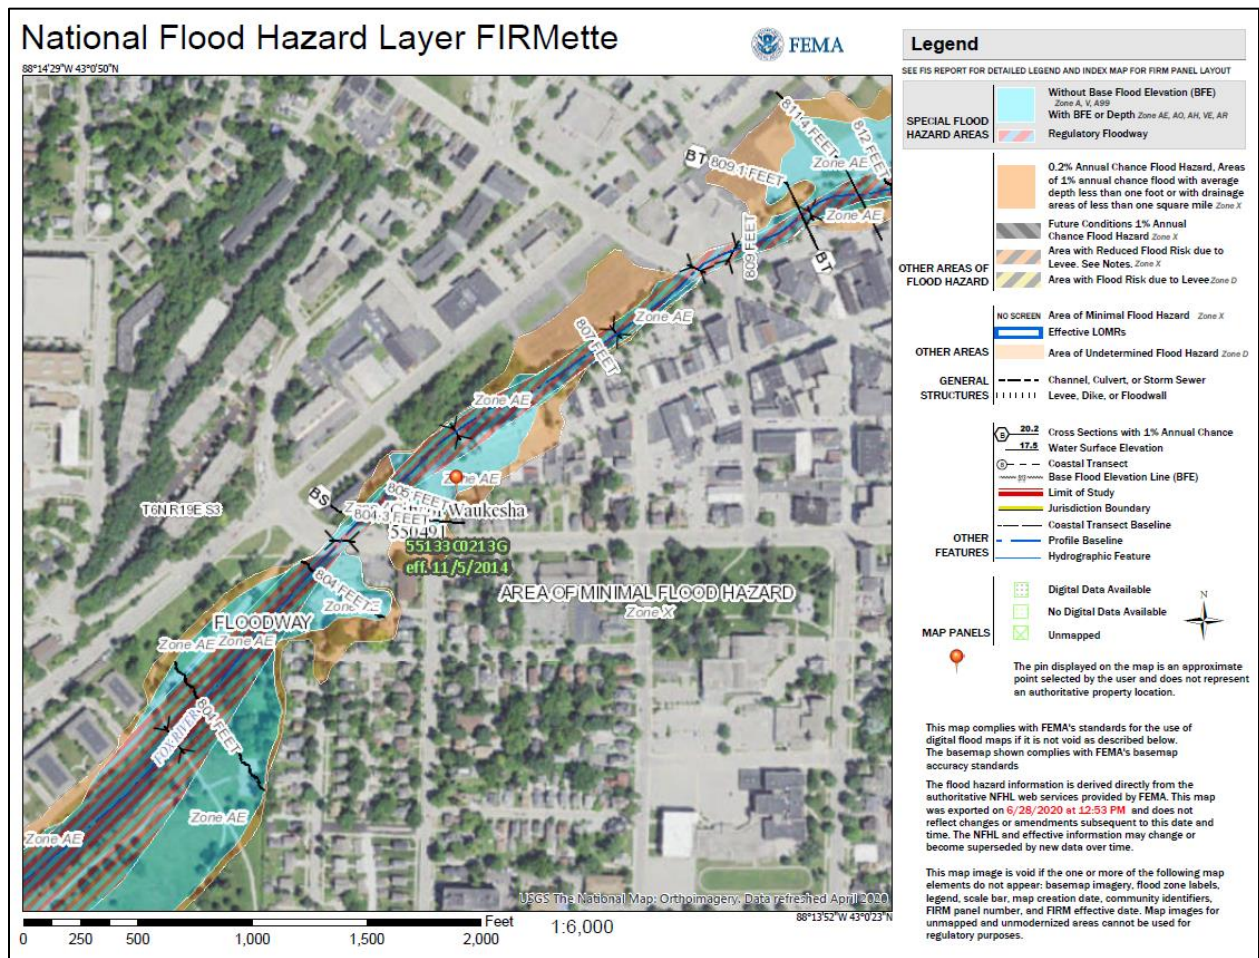 National Flood Hazard Layer FIRMette
FEMA
88°14'29"W 43°0'50"N
BT
809.1 FEET
811.4 FEET
812 FEET
Zone AE
Zone AE
809 FEET
BT
Zone AE
807 FEET
Zone AE
Zone AE
BS
805 FEET
804.3 FEET
Waukesha
550491
T6N R19E S3
55133C0213G
eff. 11/5/2014
804 FEET
AREA OF MINIMAL FLOOD HAZARD
Zone X
FLOODWAY
Zone AE
Zone AE
804 FEET
FOX RIVER
Zone AE
Zone AE
USGS The National Map: Orthoimagery. Data refreshed April 2020
88°13'52"W 43°0'23"N
Feet
0 250 500 1,000 1,500 2,000
1:6,000
Legend
SEE FIS REPORT FOR DETAILED LEGEND AND INDEX MAP FOR FIRM PANEL LAYOUT
SPECIAL FLOOD
HAZARD AREAS
Without Base Flood Elevation (BFE)
Zone A, V, A99
With BFE or Depth Zone AE, AO, AH, VE, AR
Regulatory Floodway
0.2% Annual Chance Flood Hazard, Areas
of 1% annual chance flood with average
depth less than one foot or with drainage
areas of less than one square mile Zone X
Future Conditions 1% Annual
Chance Flood Hazard Zone X
Area with Reduced Flood Risk due to
Levee. See Notes. Zone X
Area with Flood Risk due to Levee Zone D
OTHER AREAS OF
FLOOD HAZARD
NO SCREEN Area of Minimal Flood Hazard Zone X
Effective LOMRs
OTHER AREAS
Area of Undetermined Flood Hazard Zone D
GENERAL
STRUCTURES
Channel, Culvert, or Storm Sewer
Levee, Dike, or Floodwall
B 20.2 Cross Sections with 1% Annual Chance
17.5 Water Surface Elevation
Coastal Transect
Base Flood Elevation Line (BFE)
Limit of Study
Jurisdiction Boundary
Coastal Transect Baseline
OTHER
FEATURES
Profile Baseline
Hydrographic Feature
Digital Data Available
No Digital Data Available
Unmapped
MAP PANELS
N
The pin displayed on the map is an approximate
point selected by the user and does not represent
an authoritative property location.
This map complies with FEMA's standards for the use of
digital flood maps if it is not void as described below.
The basemap shown complies with FEMA's basemap
accuracy standards
The flood hazard information is derived directly from the
authoritative NFHL web services provided by FEMA. This map
was exported on 6/28/2020 at 12:53 PM and does not
reflect changes or amendments subsequent to this date and
time. The NFHL and effective information may change or
become superseded by new data over time.
This map image is void if the one or more of the following map
elements do not appear: basemap imagery, flood zone labels,
legend, scale bar, map creation date, community identifiers,
FIRM panel number, and FIRM effective date. Map images for
unmapped and unmodernized areas cannot be used for
regulatory purposes.